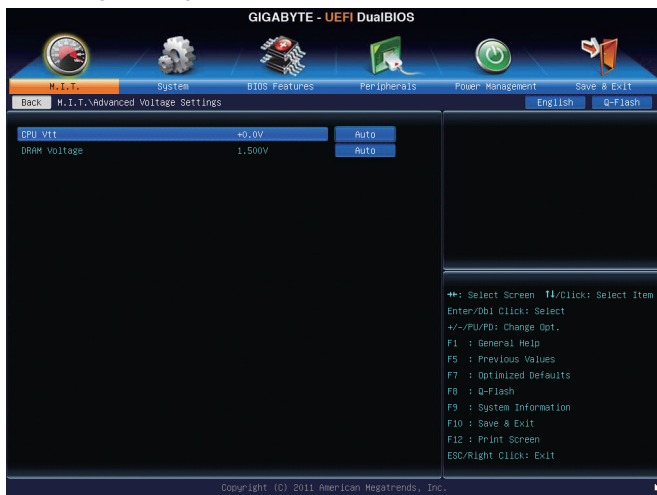 GIGABYTE - UEFI DualBIOS
M.I.T. System BIOS Features Peripherals Power Management Save & Exit
Back M.I.T.\Advanced Voltage Settings English Q-Flash
CPU Vtt +0.0V Auto
DRAM Voltage 1.500V Auto
→←: Select Screen ↑↓/Click: Select Item
Enter/Dbl Click: Select
+/-/PU/PD: Change Opt.
F1 : General Help
F5 : Previous Values
F7 : Optimized Defaults
F8 : Q-Flash
F9 : System Information
F10 : Save & Exit
F12 : Print Screen
ESC/Right Click: Exit
Copyright (C) 2011 American Megatrends, Inc.